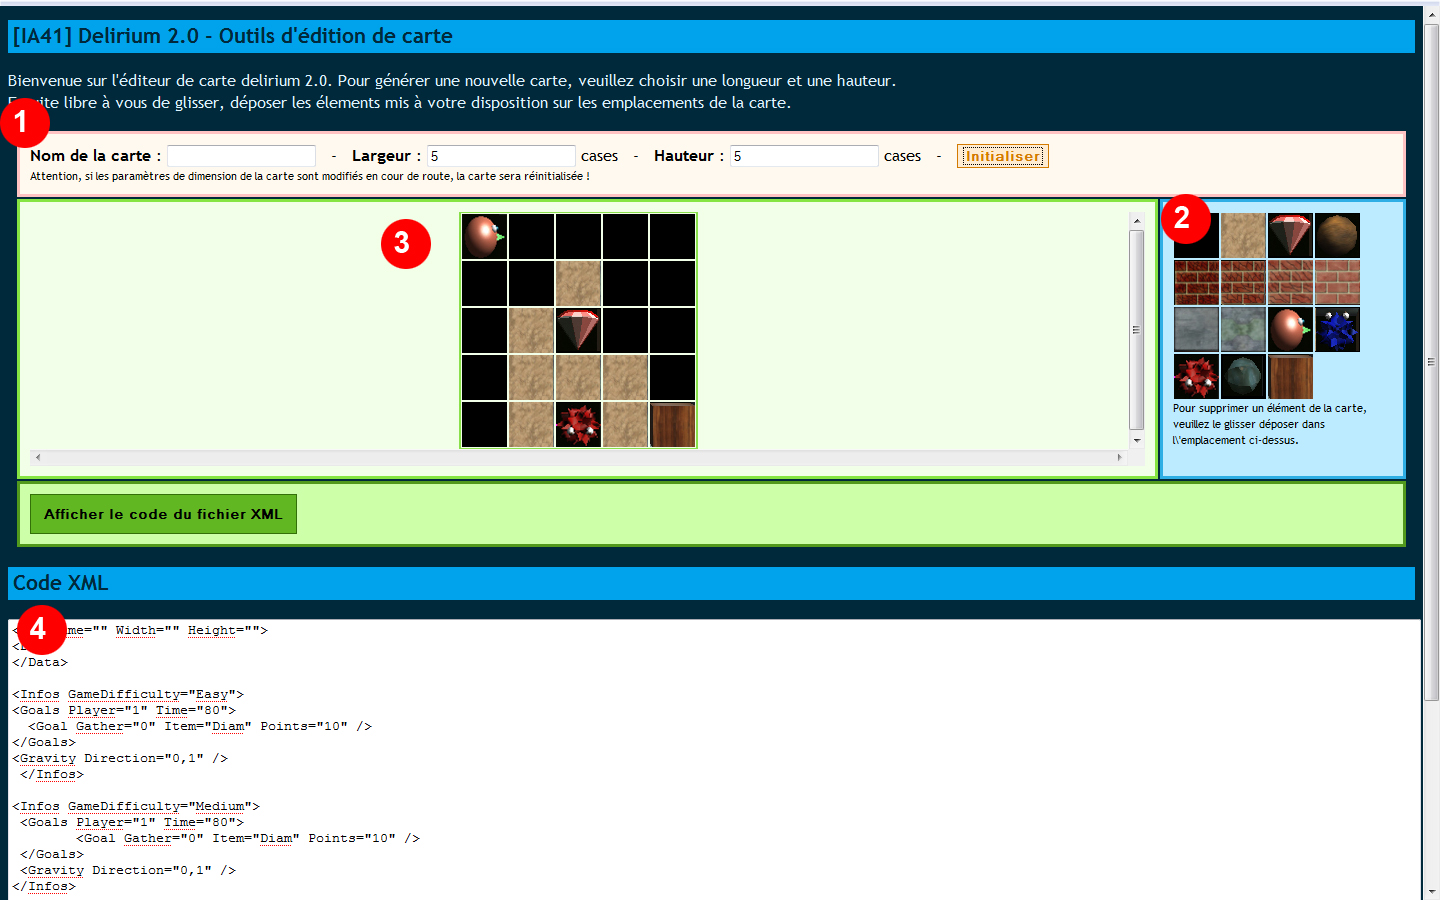 [IA41] Delirium 2.0 - Outils d'édition de carte
Bienvenue sur l'éditeur de carte delirium 2.0. Pour générer une nouvelle carte, veuillez choisir une longueur et une hauteur.
libre à vous de glisser, déposer les élements mis à votre disposition sur les emplacements de la carte.
1
Nom de la carte : - Largeur : 5 cases - Hauteur : 5 cases - Initialiser
Attention, si les paramètres de dimension de la carte sont modifiés en cour de route, la carte sera réinitialisée !
2
3
Pour supprimer un élément de la carte,
veuillez le glisser déposer dans
l\'emplacement ci-dessus.
Afficher le code du fichier XML
Code XML
4
="" Width="" Height="">
</Data>
<Infos GameDifficulty="Easy">
<Goals Player="1" Time="80">
<Goal Gather="0" Item="Diam" Points="10" />
</Goals>
<Gravity Direction="0,1" />
</Infos>
<Infos GameDifficulty="Medium">
<Goals Player="1" Time="80">
<Goal Gather="0" Item="Diam" Points="10" />
</Goals>
<Gravity Direction="0,1" />
</Infos>